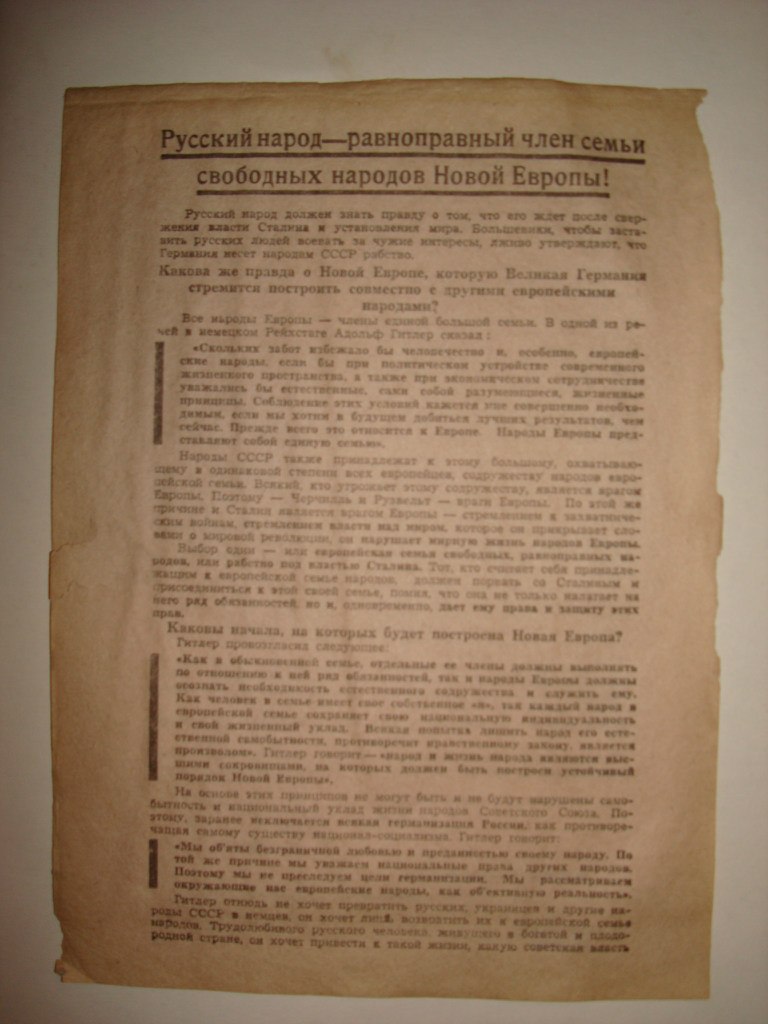 Русский народ—равноправный член семьи
свободных народов Новой Европы!
Русский народ должен знать правду о том, что его ждет после свер-
жения власти Сталина и установления мира. Большевики, чтобы заста-
вить русских людей воевать за чужие интересы, лживо утверждают, что
Германия несет народам СССР рабство.
Какова же правда о Новой Европе, которую Великая Германия
стремится построить совместно с другими европейскими
народами?
Все народы Европы — члены единой большой семьи. В одной из ре-
чей в немецком Рейхстаге Адольф Гитлер сказал:
«Скольких забот избежало бы человечество и, особенно, европей-
ские народы, если бы при политическом устройстве современного
жизненного пространства, а также при экономическом сотрудничестве
уважались бы естественные, сами собой разумеющиеся, жизненные
принципы. Соблюдение этих условий кажется мне совершенно необхо-
димым, если мы хотим в будущем добиться лучших результатов, чем
сейчас. Прежде всего это относится к Европе. Народы Европы пред-
ставляют собой единую семью».
Народы СССР также принадлежат к этому большому, охватываю-
щему в одинаковой степени всех европейцев, содружеству народов евро-
пейской семьи. Всякий, кто угрожает этому содружеству, является врагом
Европы. Поэтому — Черчилль и Рузвельт — враги Европы. По этой же
причине и Сталин является врагом Европы — стремлением к захватниче-
ским войнам, стремлением власти над миром, которое он прикрывает сло-
вами о мировой революции, он нарушает мирную жизнь народов Европы.
Выбор один — или европейская семья свободных, равноправных на-
родов, или рабство под властью Сталина. Тот, кто считает себя принадле-
жащим к европейской семье народов, должен порвать со Сталиным и
присоединиться к этой своей семье, помня, что она не только налагает на
него ряд обязанностей, но и, одновременно, дает ему права и защиту этих
прав.
Каковы начала, на которых будет построена Новая Европа?
Гитлер провозгласил следующее:
«Как в обыкновенной семье, отдельные ее члены должны выполнять
по отношению к ней ряд обязанностей, так и народы Европы должны
осознать необходимость естественного содружества и служить ему.
Как человек в семье имеет свое собственное «я», так каждый народ в
европейской семье сохраняет свою национальную индивидуальность
и свой жизненный уклад. Всякая попытка лишить народ его есте-
ственной самобытности, противоречит нравственному закону, является
произволом». Гитлер говорит — «народ и жизнь народа являются выс-
шими сокровищами, на которых должен быть построен устойчивый
порядок Новой Европы».
На основе этих принципов не могут быть и не будут нарушены само-
бытность и национальный уклад жизни народов Советского Союза. По-
этому, заранее исключается всякая германизация России, как противоре-
чащая самому существу национал-социализма. Гитлер говорит:
«Мы об'яты безграничной любовью и преданностью своему народу. По
той же причине мы уважаем национальные права других народов.
Поэтому мы не преследуем цели германизации. Мы рассматриваем
окружающие нас европейские народы, как об'ективную реальность».
Гитлер отнюдь не хочет превратить русских, украинцев и другие на-
роды СССР в немцев, он хочет лишь возвратить их к европейской семье
народов. Трудолюбивого русского человека, живущего в богатой и плодо-
родной стране, он хочет привести к такой жизни, какую советская власть